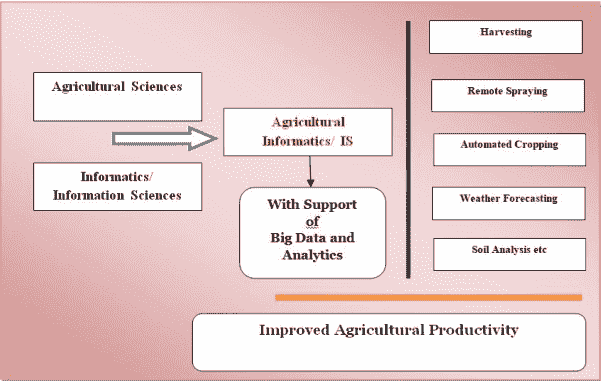 Agricultural Sciences
Informatics/
Information Sciences
Agricultural
Informatics/ IS
With Support
of
Big Data and
Analytics
Harvesting
Remote Spraying
Automated Cropping
Weather Forecasting
Soil Analysis etc
Improved Agricultural Productivity